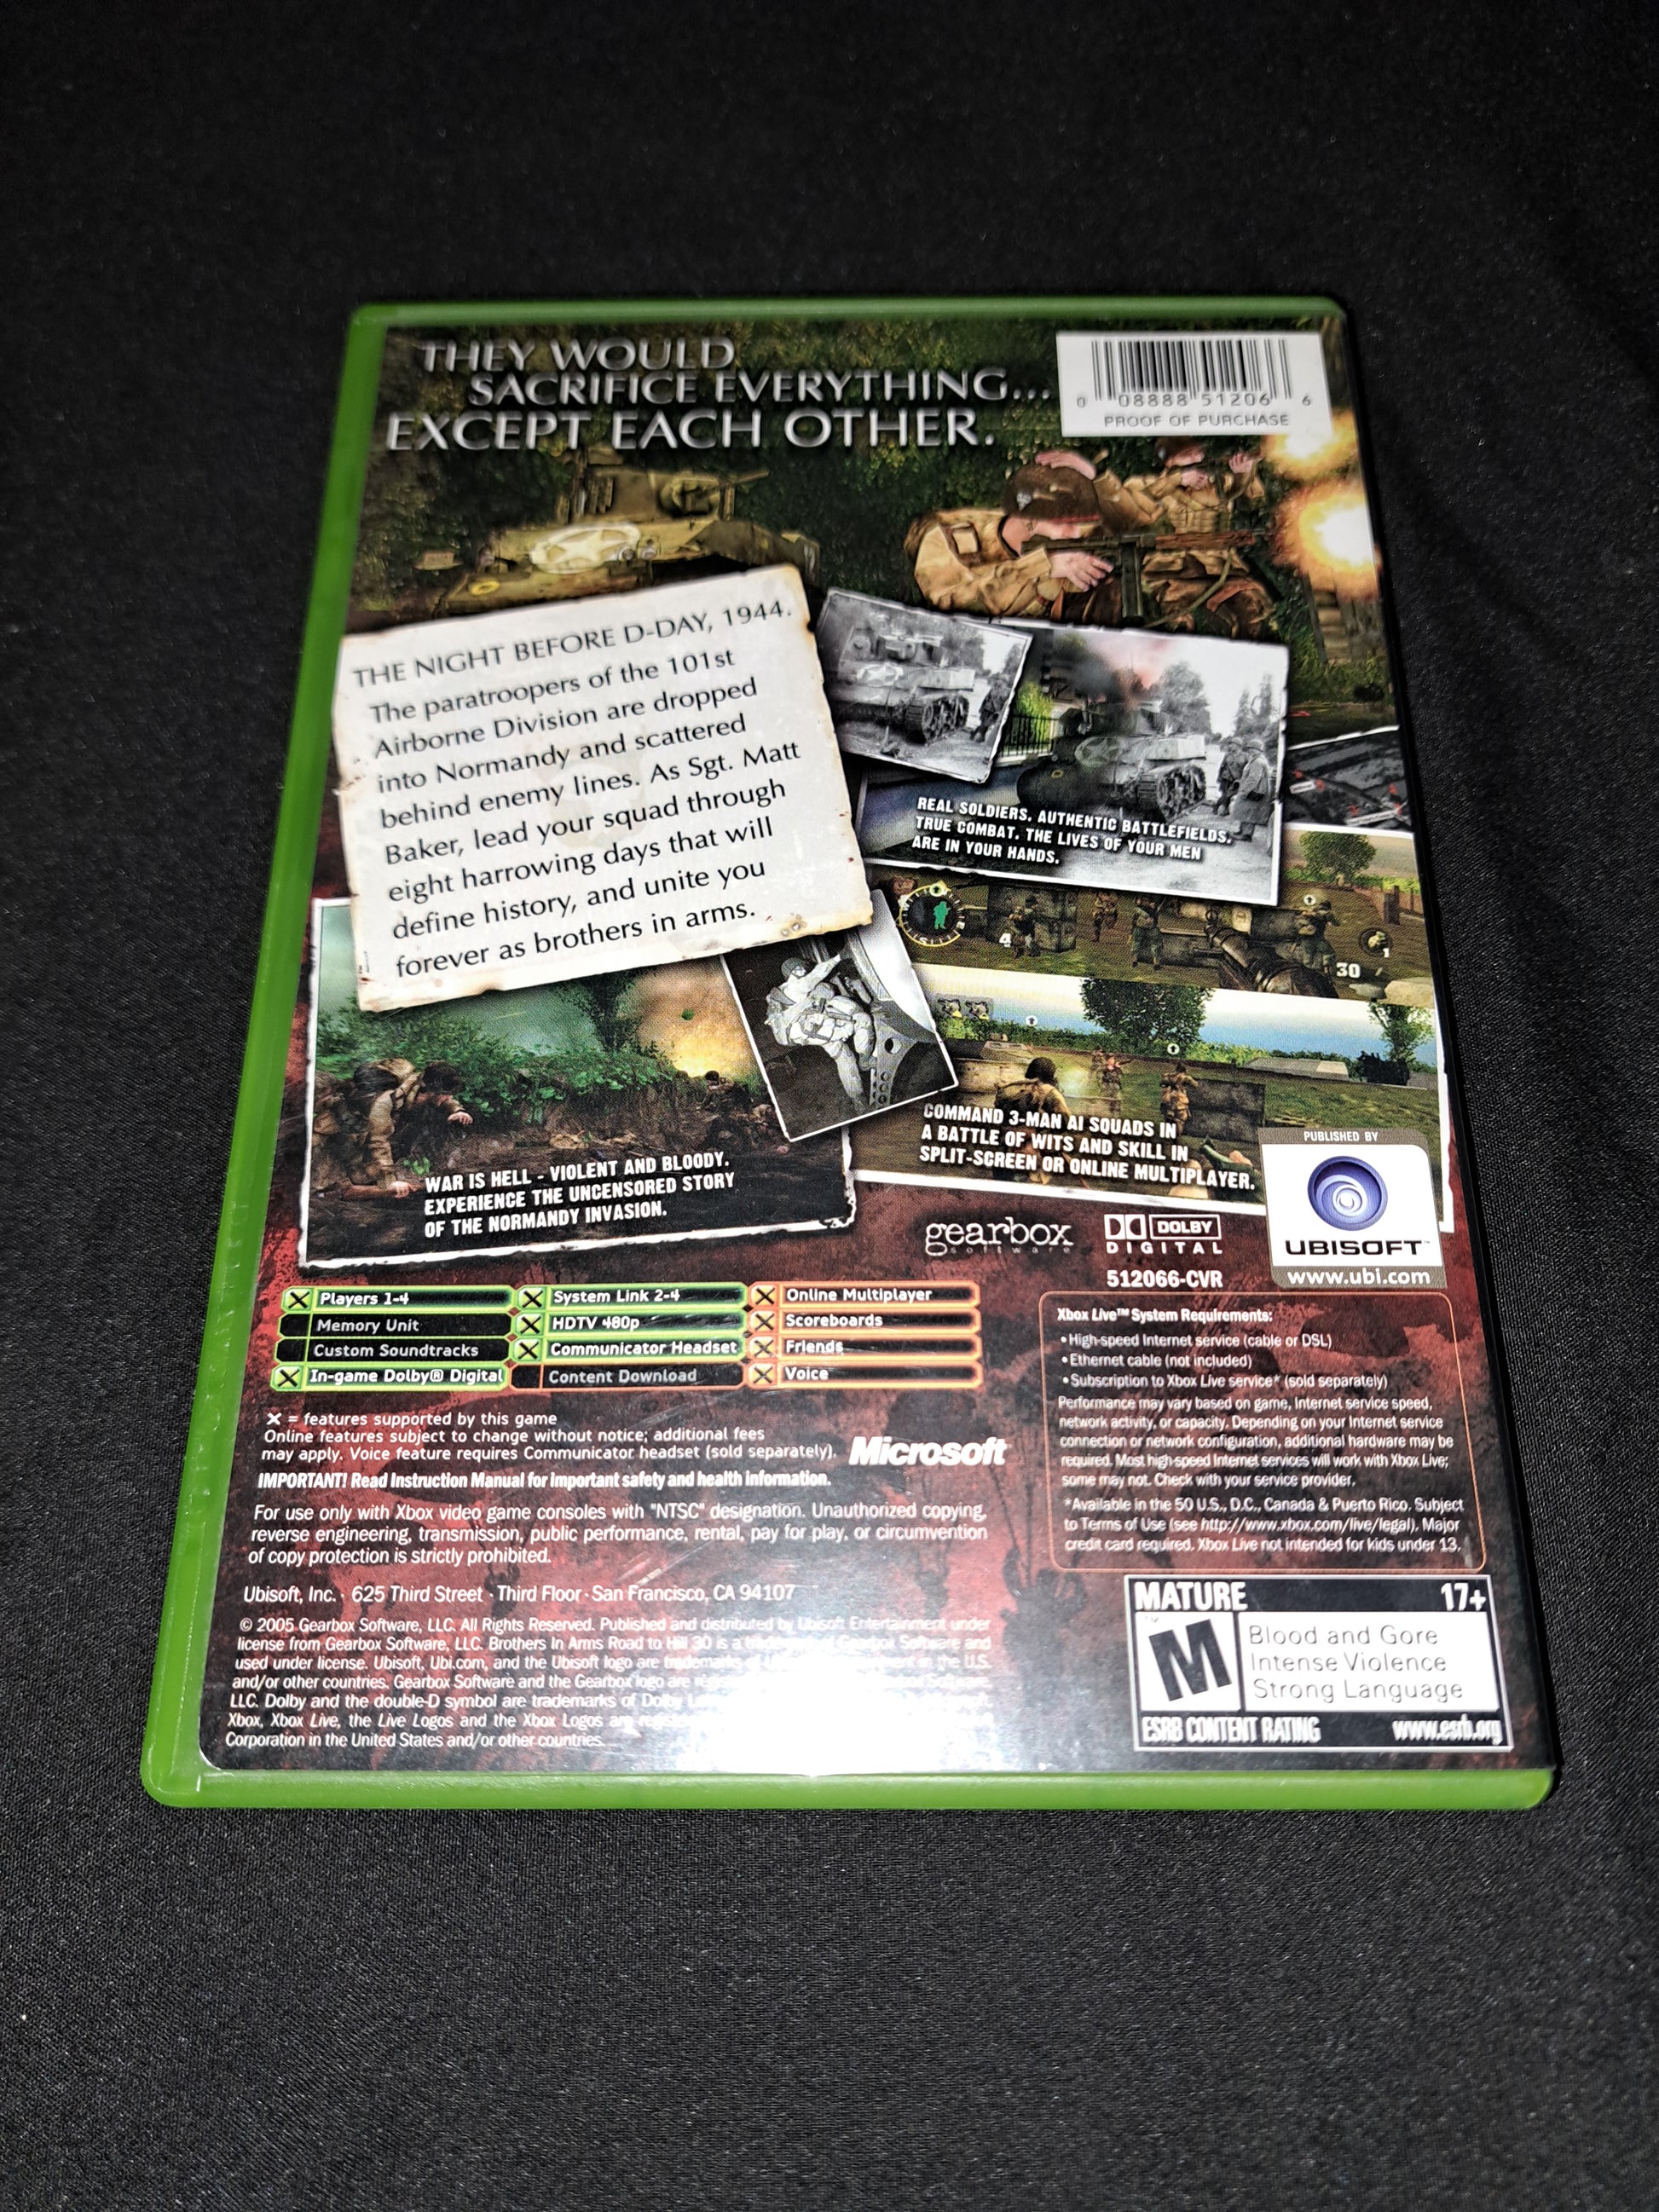 THEY WOULD
SACRIFICE EVERYTHING...
EXCEPT EACH OTHER.
0 08888 51206 6
PROOF OF PURCHASE
THE NIGHT BEFORE D-DAY, 1944.
The paratroopers of the 101st
Airborne Division are dropped
into Normandy and scattered
behind enemy lines. As Sgt. Matt
Baker, lead your squad through
eight harrowing days that will
define history, and unite you
forever as brothers in arms.
REAL SOLDIERS. AUTHENTIC BATTLEFIELDS.
TRUE COMBAT. THE LIVES OF YOUR MEN
ARE IN YOUR HANDS.
4
30
1
WAR IS HELL - VIOLENT AND BLOODY.
EXPERIENCE THE UNCENSORED STORY
OF THE NORMANDY INVASION.
COMMAND 3-MAN AI SQUADS IN
A BATTLE OF WITS AND SKILL IN
SPLIT-SCREEN OR ONLINE MULTIPLAYER.
PUBLISHED BY
UBISOFT™
www.ubi.com
gearbox
software
DOLBY
DIGITAL
512066-CVR
Players 1-4
Memory Unit
Custom Soundtracks
In-game Dolby® Digital
System Link 2-4
HDTV 480p
Communicator Headset
Content Download
Online Multiplayer
Scoreboards
Friends
Voice
X = features supported by this game
Online features subject to change without notice; additional fees
may apply. Voice feature requires Communicator headset (sold separately).
Microsoft
IMPORTANT! Read Instruction Manual for important safety and health information.
For use only with Xbox video game consoles with "NTSC" designation. Unauthorized copying,
reverse engineering, transmission, public performance, rental, pay for play, or circumvention
of copy protection is strictly prohibited.
Ubisoft, Inc. · 625 Third Street · Third Floor · San Francisco, CA 94107
© 2005 Gearbox Software, LLC. All Rights Reserved. Published and distributed by Ubisoft Entertainment under
license from Gearbox Software, LLC. Brothers In Arms Road to Hill 30 is a trademark of Gearbox Software and
used under license. Ubisoft, Ubi.com, and the Ubisoft logo are trademarks in the U.S.
and/or other countries. Gearbox Software and the Gearbox logo are Software,
LLC. Dolby and the double-D symbol are trademarks of Dolby
Xbox, Xbox Live, the Live Logos and the Xbox Logos are
Corporation in the United States and/or other countries.
Xbox Live™ System Requirements:
• High-speed Internet service (cable or DSL)
• Ethernet cable (not included)
• Subscription to Xbox Live service* (sold separately)
Performance may vary based on game, Internet service speed,
network activity, or capacity. Depending on your Internet service
connection or network configuration, additional hardware may be
required. Most high-speed Internet services will work with Xbox Live;
some may not. Check with your service provider.
*Available in the 50 U.S., D.C., Canada & Puerto Rico. Subject
to Terms of Use (see http://www.xbox.com/live/legal). Major
credit card required. Xbox Live not intended for kids under 13.
MATURE 17+
M
Blood and Gore
Intense Violence
Strong Language
ESRB CONTENT RATING www.esrb.org